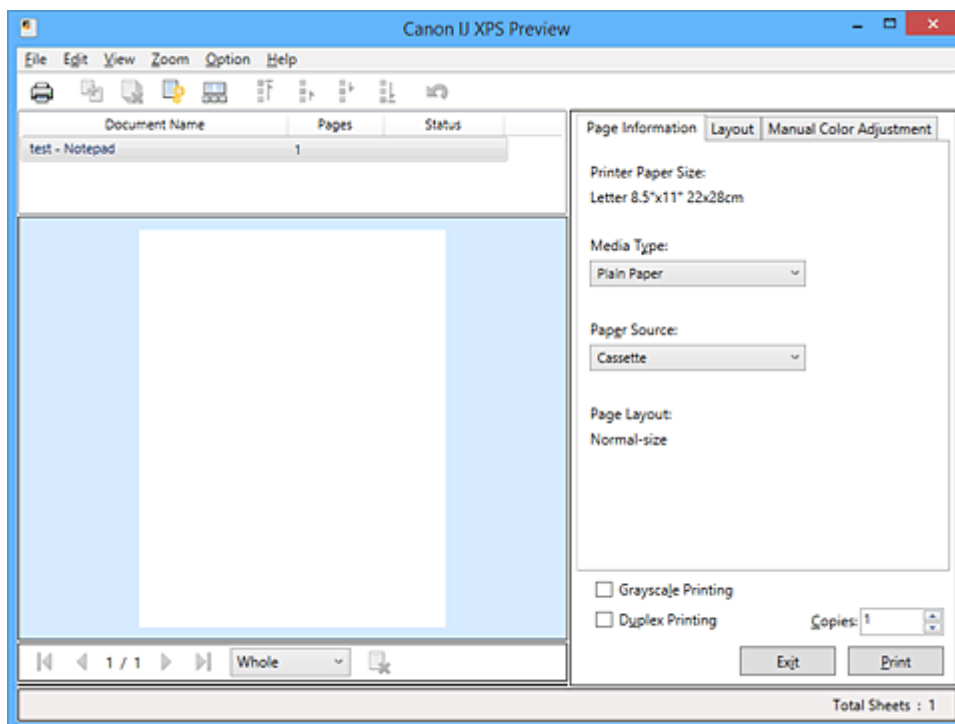 Canon IJ XPS Preview
File Edit View Zoom Option Help
Document Name Pages Status
test - Notepad 1
Page Information Layout Manual Color Adjustment
Printer Paper Size:
Letter 8.5"x11" 22x28cm
Media Type:
Plain Paper
Paper Source:
Cassette
Page Layout:
Normal-size
Grayscale Printing
Duplex Printing Copies: 1
1 / 1 Whole Exit Print
Total Sheets : 1